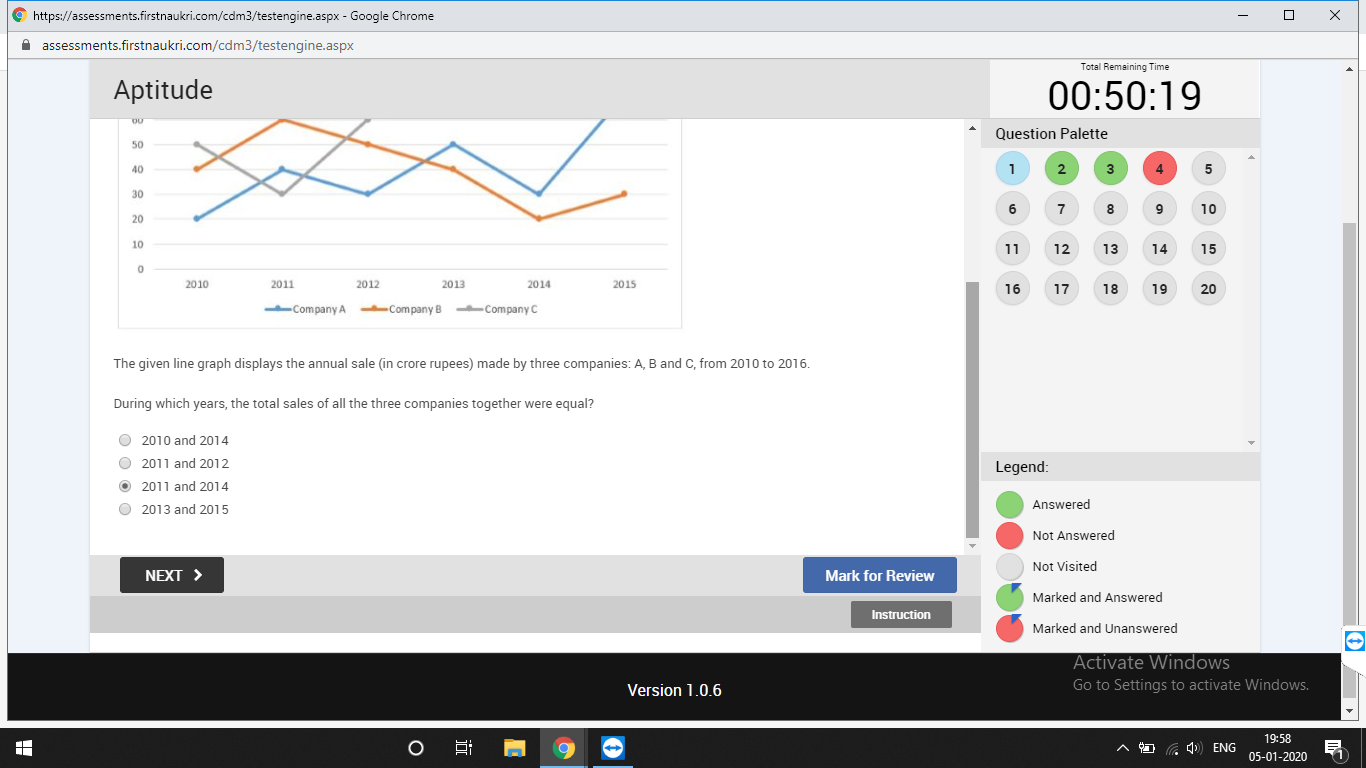 https://assessments.firstnaukri.com/cdm3/testengine.aspx - Google Chrome
assessments.firstnaukri.com/cdm3/testengine.aspx
Aptitude
Total Remaining Time
00:50:19
60
50
40
30
20
10
0
2010 2011 2012 2013 2014 2015
Company A Company B Company C
The given line graph displays the annual sale (in crore rupees) made by three companies: A, B and C, from 2010 to 2016.
During which years, the total sales of all the three companies together were equal?
2010 and 2014
2011 and 2012
2011 and 2014
2013 and 2015
NEXT
Mark for Review
Instruction
Question Palette
1 2 3 4 5
6 7 8 9 10
11 12 13 14 15
16 17 18 19 20
Legend:
Answered
Not Answered
Not Visited
Marked and Answered
Marked and Unanswered
Activate Windows
Go to Settings to activate Windows.
Version 1.0.6
ENG
19:58
05-01-2020
1